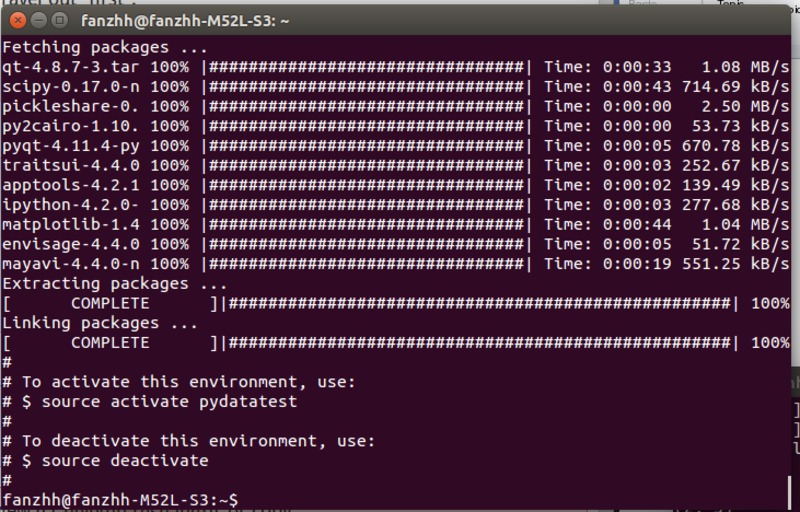 fanzhh@fanzhh-M52L-S3: ~
Fetching packages ...
qt-4.8.7-3.tar 100% |################################| Time: 0:00:33   1.08 MB/s
scipy-0.17.0-n 100% |################################| Time: 0:00:43 714.69 kB/s
pickleshare-0. 100% |################################| Time: 0:00:00   2.50 MB/s
py2cairo-1.10. 100% |################################| Time: 0:00:00  53.73 kB/s
pyqt-4.11.4-py 100% |################################| Time: 0:00:05 670.78 kB/s
traitsui-4.4.0 100% |################################| Time: 0:00:03 252.67 kB/s
apptools-4.2.1 100% |################################| Time: 0:00:02 139.49 kB/s
ipython-4.2.0- 100% |################################| Time: 0:00:03 277.68 kB/s
matplotlib-1.4 100% |################################| Time: 0:00:44   1.04 MB/s
envisage-4.4.0 100% |################################| Time: 0:00:05  51.72 kB/s
mayavi-4.4.0-n 100% |################################| Time: 0:00:19 551.25 kB/s
Extracting packages ...
[      COMPLETE      ]|###################################################| 100%
Linking packages ...
[      COMPLETE      ]|###################################################| 100%
#
# To activate this environment, use:
# $ source activate pydatatest
#
# To deactivate this environment, use:
# $ source deactivate
#
fanzhh@fanzhh-M52L-S3:~$